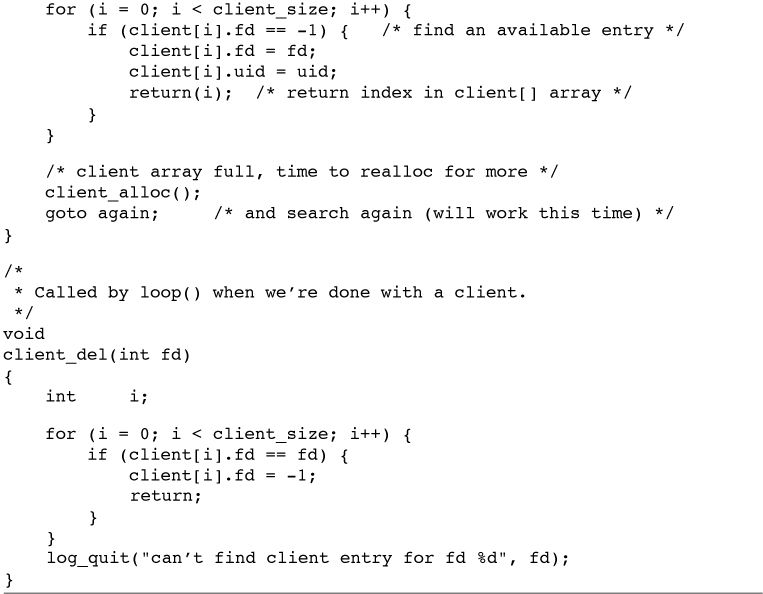 for (i = 0; i < client_size; i++) {
        if (client[i].fd == -1) {   /* find an available entry */
            client[i].fd = fd;
            client[i].uid = uid;
            return(i);  /* return index in client[] array */
        }
    }

    /* client array full, time to realloc for more */
    client_alloc();
    goto again;     /* and search again (will work this time) */
}

/*
 * Called by loop() when we’re done with a client.
 */
void
client_del(int fd)
{
    int     i;

    for (i = 0; i < client_size; i++) {
        if (client[i].fd == fd) {
            client[i].fd = -1;
            return;
        }
    }
    log_quit("can’t find client entry for fd %d", fd);
}